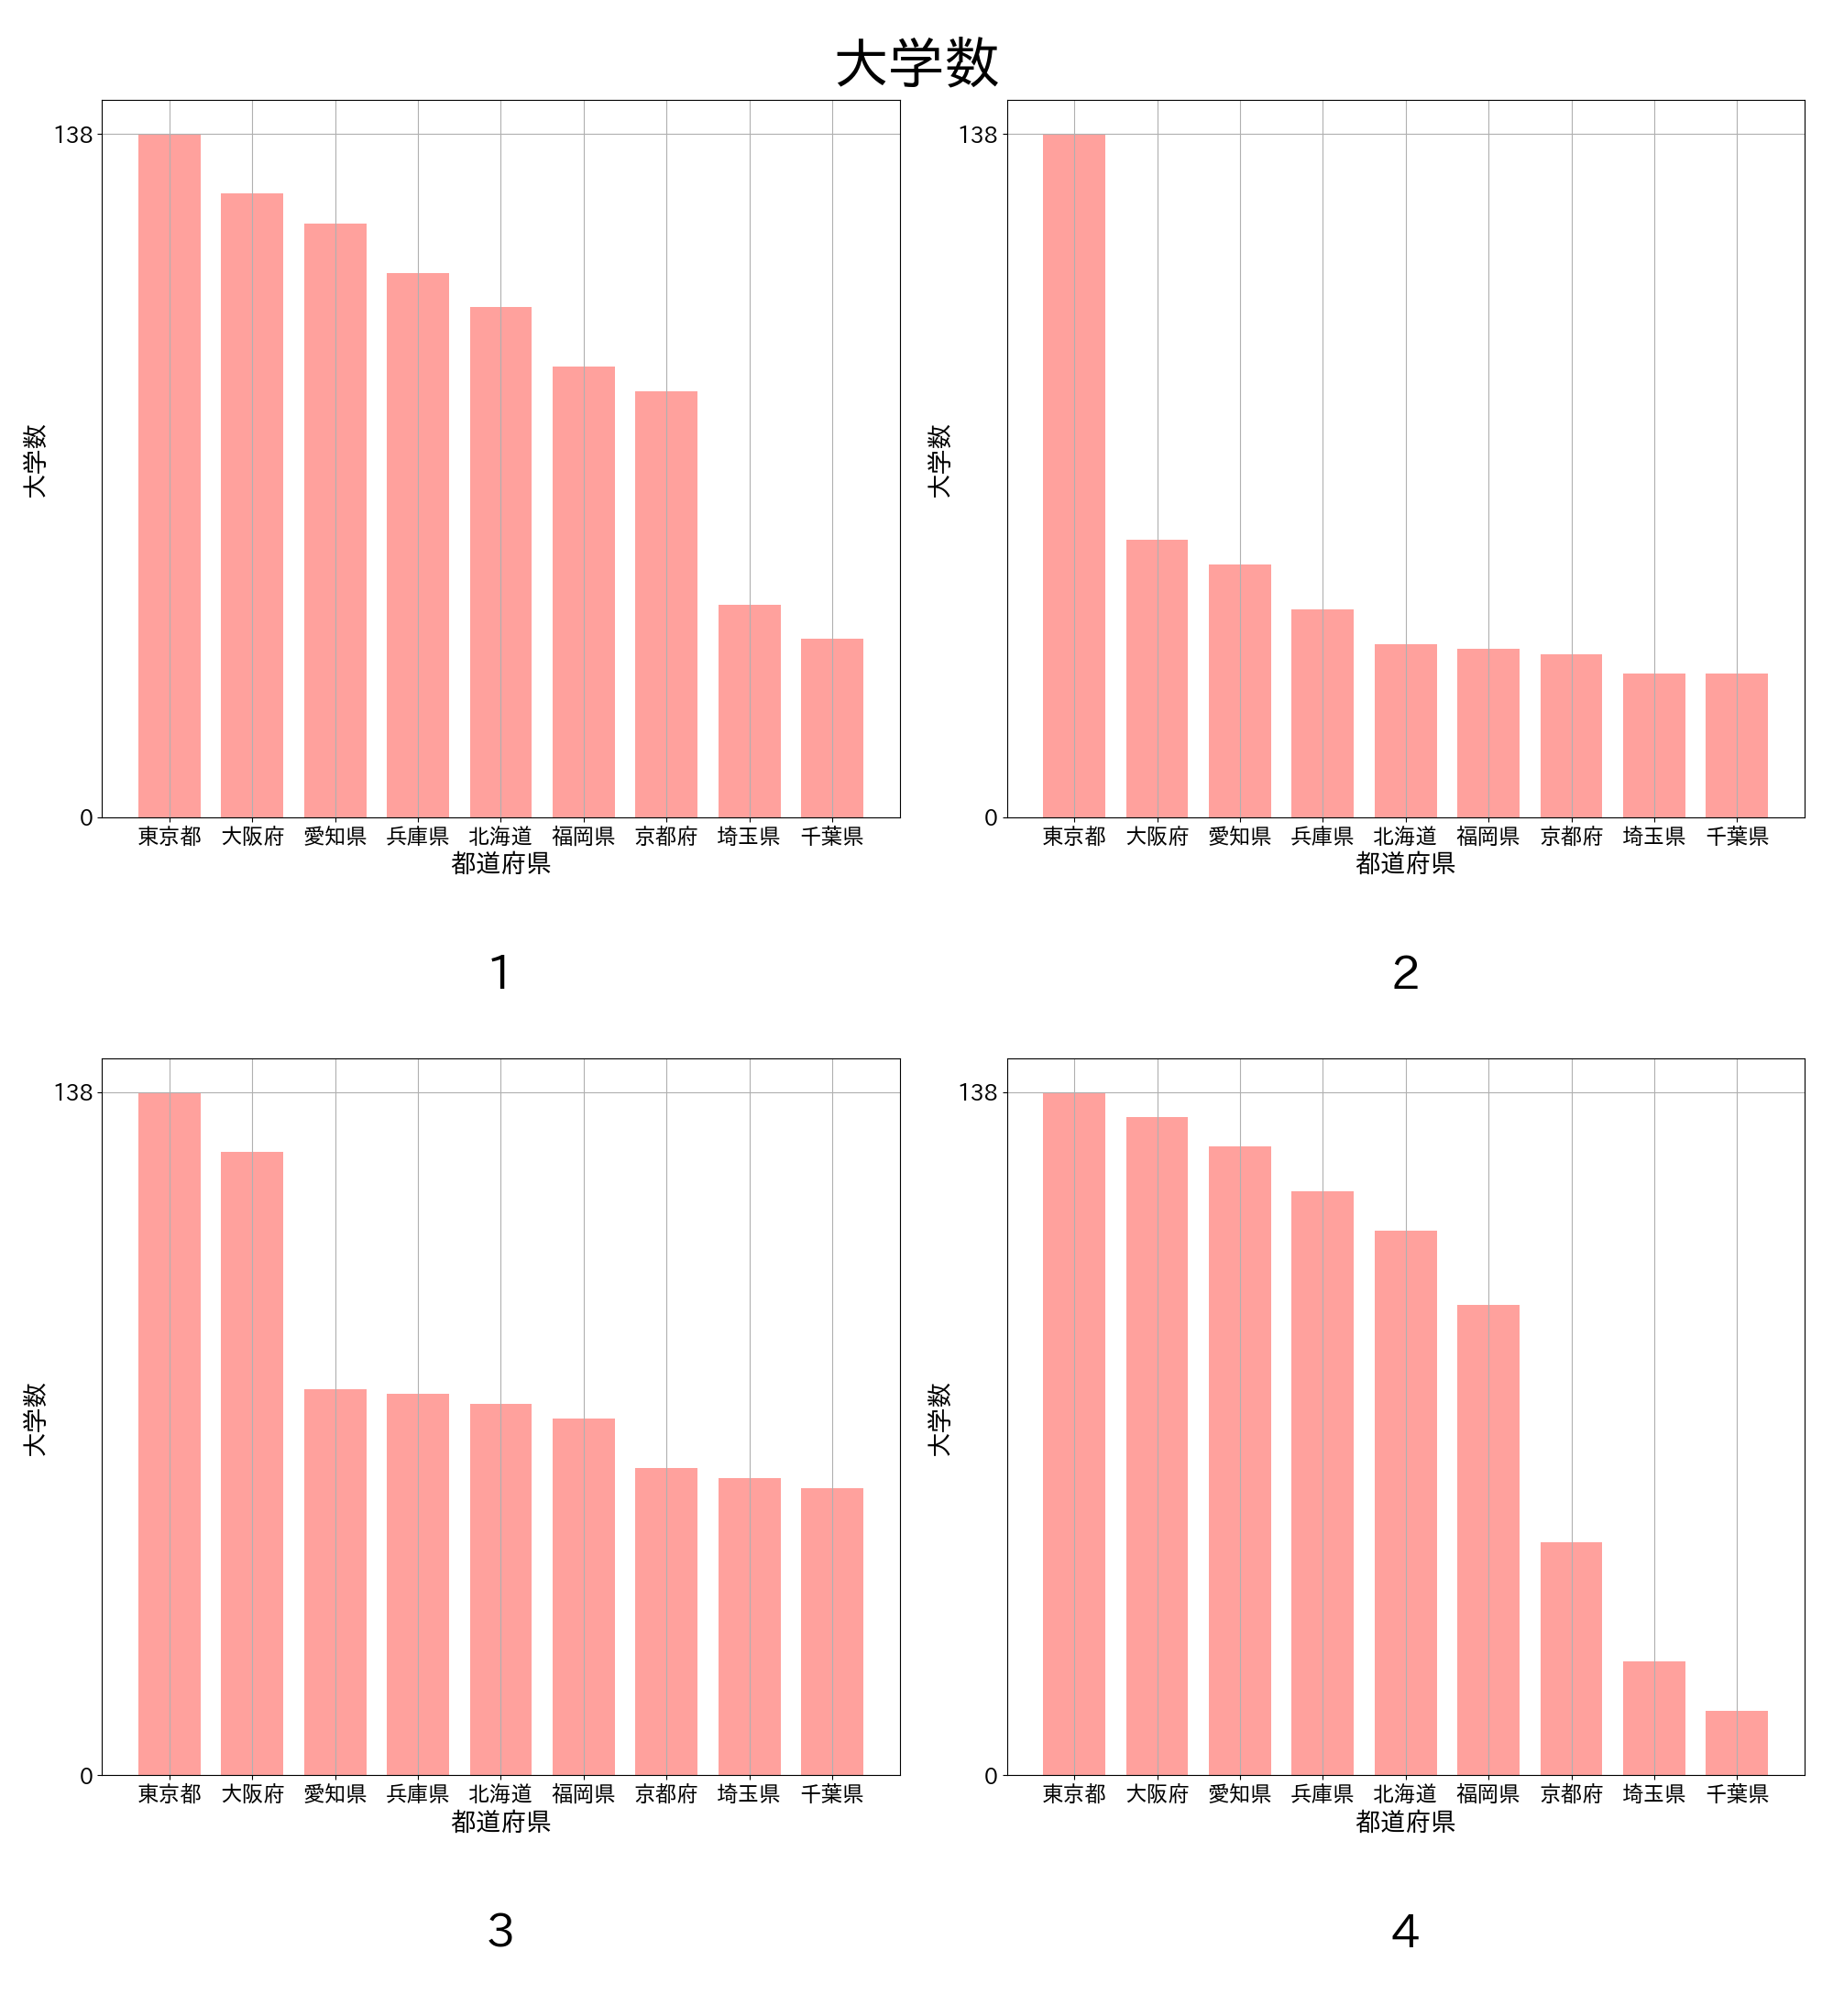 大学数
138
大学数
0
東京都 大阪府 愛知県 兵庫県 北海道 福岡県 京都府 埼玉県 千葉県
都道府県
1
138
大学数
0
東京都 大阪府 愛知県 兵庫県 北海道 福岡県 京都府 埼玉県 千葉県
都道府県
2
138
大学数
0
東京都 大阪府 愛知県 兵庫県 北海道 福岡県 京都府 埼玉県 千葉県
都道府県
3
138
大学数
0
東京都 大阪府 愛知県 兵庫県 北海道 福岡県 京都府 埼玉県 千葉県
都道府県
4